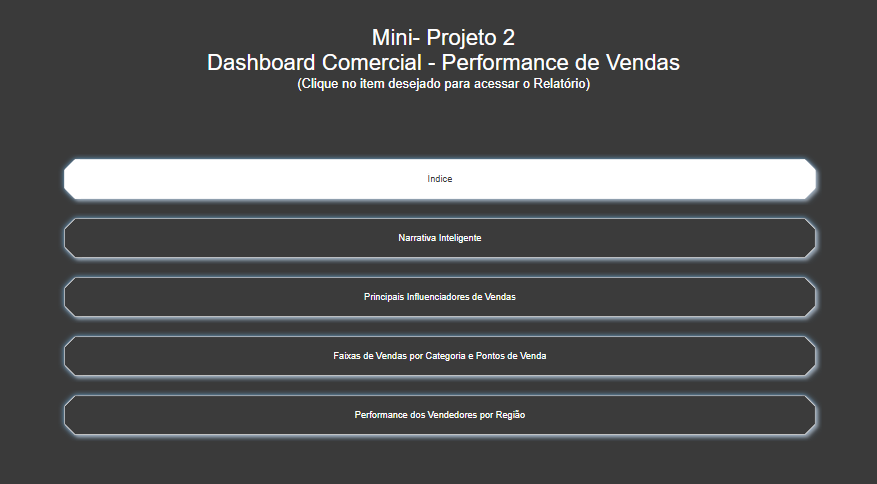 Mini- Projeto 2
Dashboard Comercial - Performance de Vendas
(Clique no item desejado para acessar o Relatório)
Indice
Narrativa Inteligente
Principais Influenciadores de Vendas
Faixas de Vendas por Categoria e Pontos de Venda
Performance dos Vendedores por Região